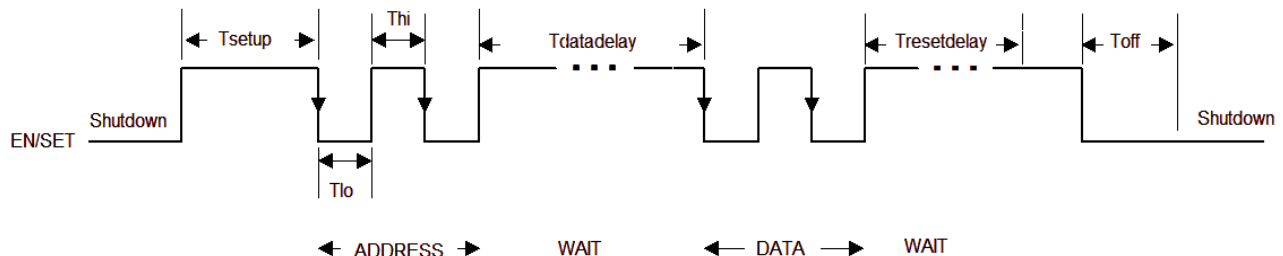 Thi
Tsetup
Tdatadelay
Tresetdelay
Toff
Shutdown
Shutdown
EN/SET
Tlo
ADDRESS
WAIT
DATA
WAIT